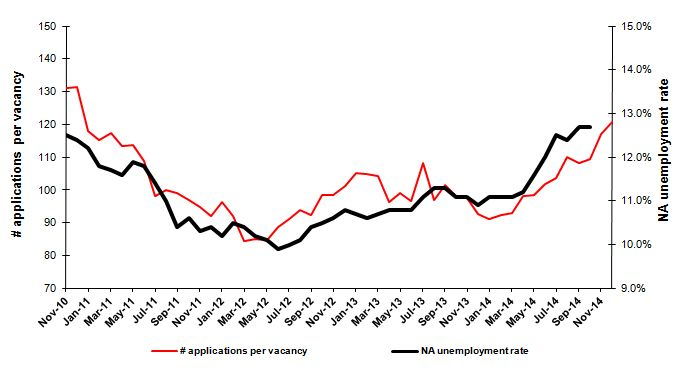 # applications per vacancy
150
140
130
120
110
100
90
80
70
15.0%
14.0%
13.0%
12.0%
11.0%
10.0%
9.0%
NA unemployment rate
Nov-10
Jan-11
Mar-11
May-11
Jul-11
Sep-11
Nov-11
Jan-12
Mar-12
May-12
Jul-12
Sep-12
Nov-12
Jan-13
Mar-13
May-13
Jul-13
Sep-13
Nov-13
Jan-14
Mar-14
May-14
Jul-14
Sep-14
Nov-14
# applications per vacancy
NA unemployment rate